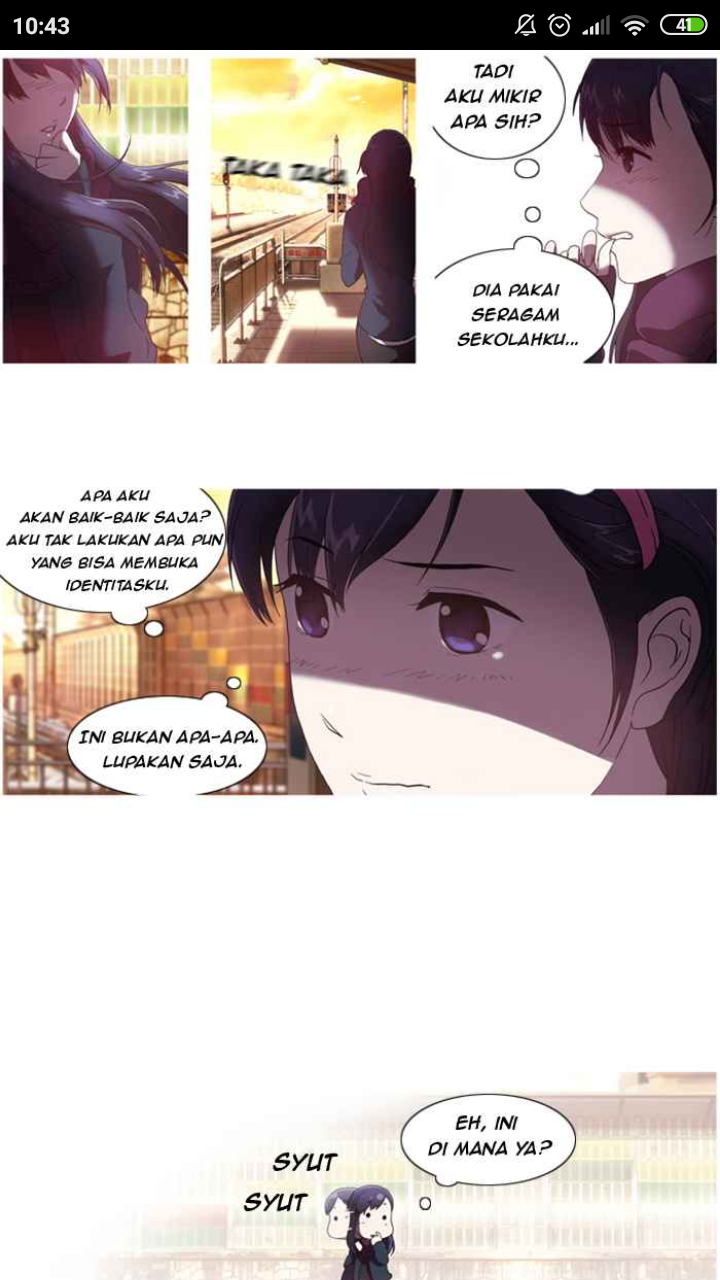 10:43
41
TAKA TAKA
TADI
AKU MIKIR
APA SIH?
DIA PAKAI
SERAGAM
SEKOLAHKU...
APA AKU
AKAN BAIK-BAIK SAJA?
AKU TAK LAKUKAN APA PUN
YANG BISA MEMBUKA
IDENTITASKU.
INI BUKAN APA-APA.
LUPAKAN SAJA.
EH, INI
DI MANA YA?
SYUT
SYUT